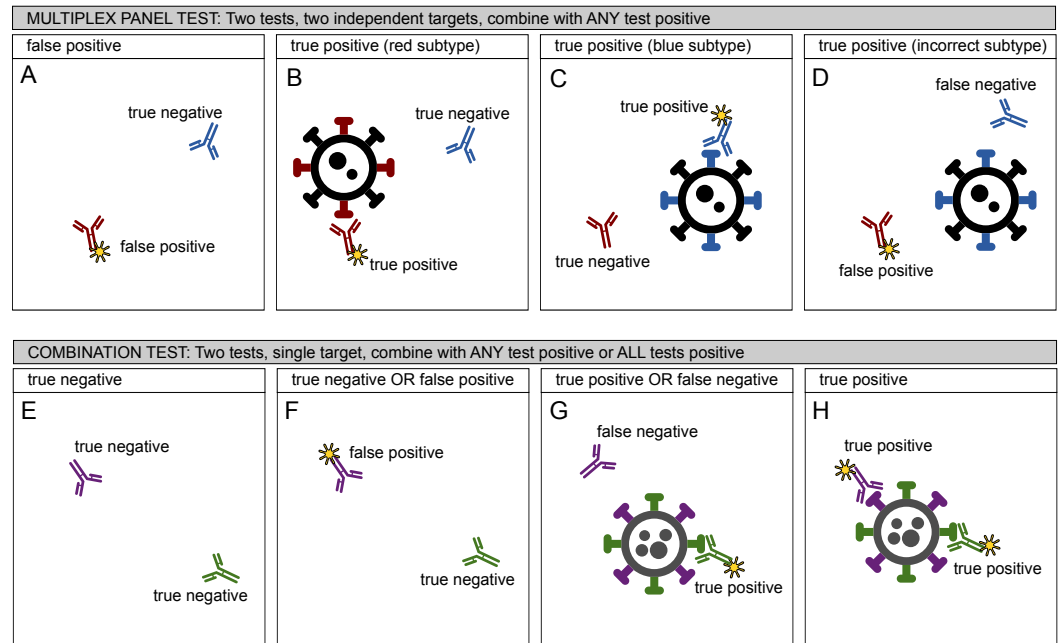 MULTIPLEX PANEL TEST: Two tests, two independent targets, combine with ANY test positive
false positive
A
true negative
false positive
true positive (red subtype)
B
true negative
true positive
true positive (blue subtype)
C
true positive
true negative
true positive (incorrect subtype)
D
false negative
false positive
COMBINATION TEST: Two tests, single target, combine with ANY test positive or ALL tests positive
true negative
E
true negative
true negative
true negative OR false positive
F
false positive
true negative
true positive OR false negative
G
false negative
true positive
true positive
H
true positive
true positive